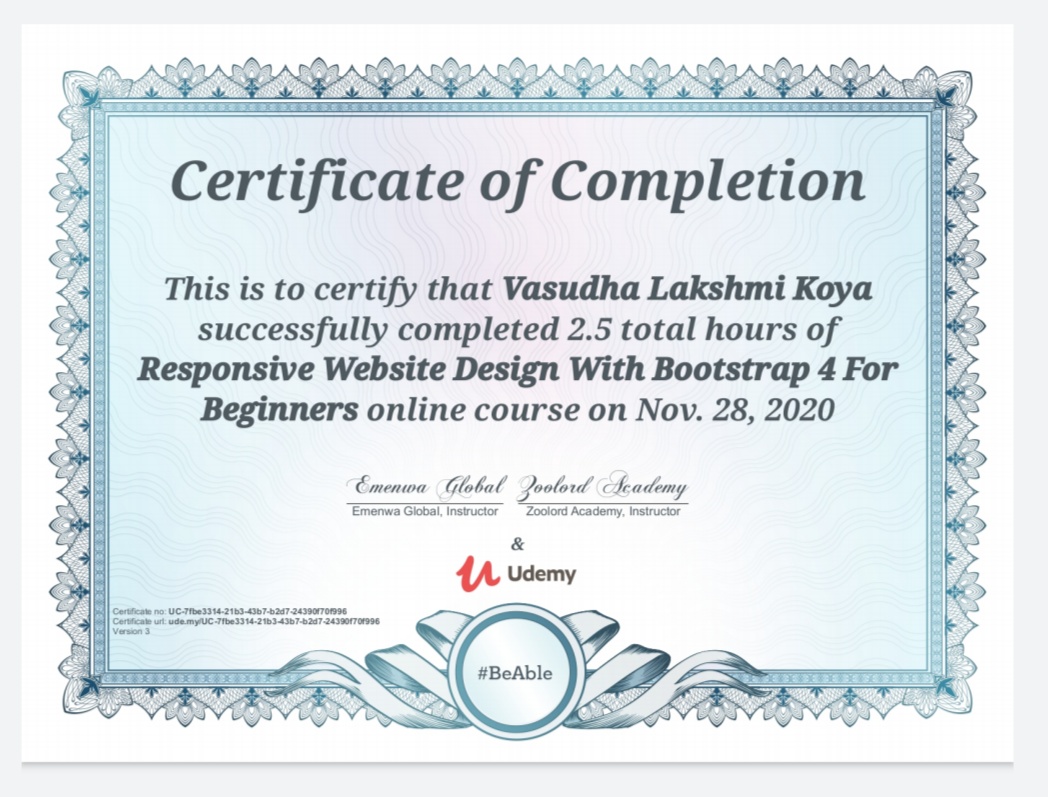 Certificate of Completion
This is to certify that Vasudha Lakshmi Koya
successfully completed 2.5 total hours of
Responsive Website Design With Bootstrap 4 For
Beginners online course on Nov. 28, 2020
Emenwa Global Zoolord Academy
Emenwa Global, Instructor Zoolord Academy, Instructor
&
Udemy
Certificate no: UC-7fbe3314-21b3-43b7-b2d7-24390f70f996
Certificate url: ude.my/UC-7fbe3314-21b3-43b7-b2d7-24390f70f996
Version 3
#BeAble